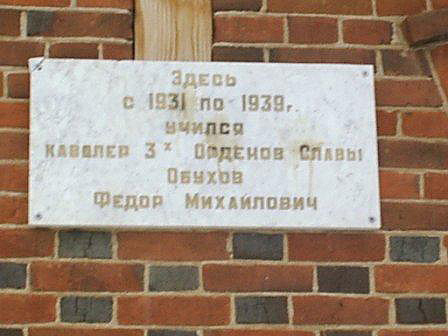 Здесь
с 1931 по 1939г.
учился
кавалер 3х Орденов Славы
Обухов
Федор Михайлович